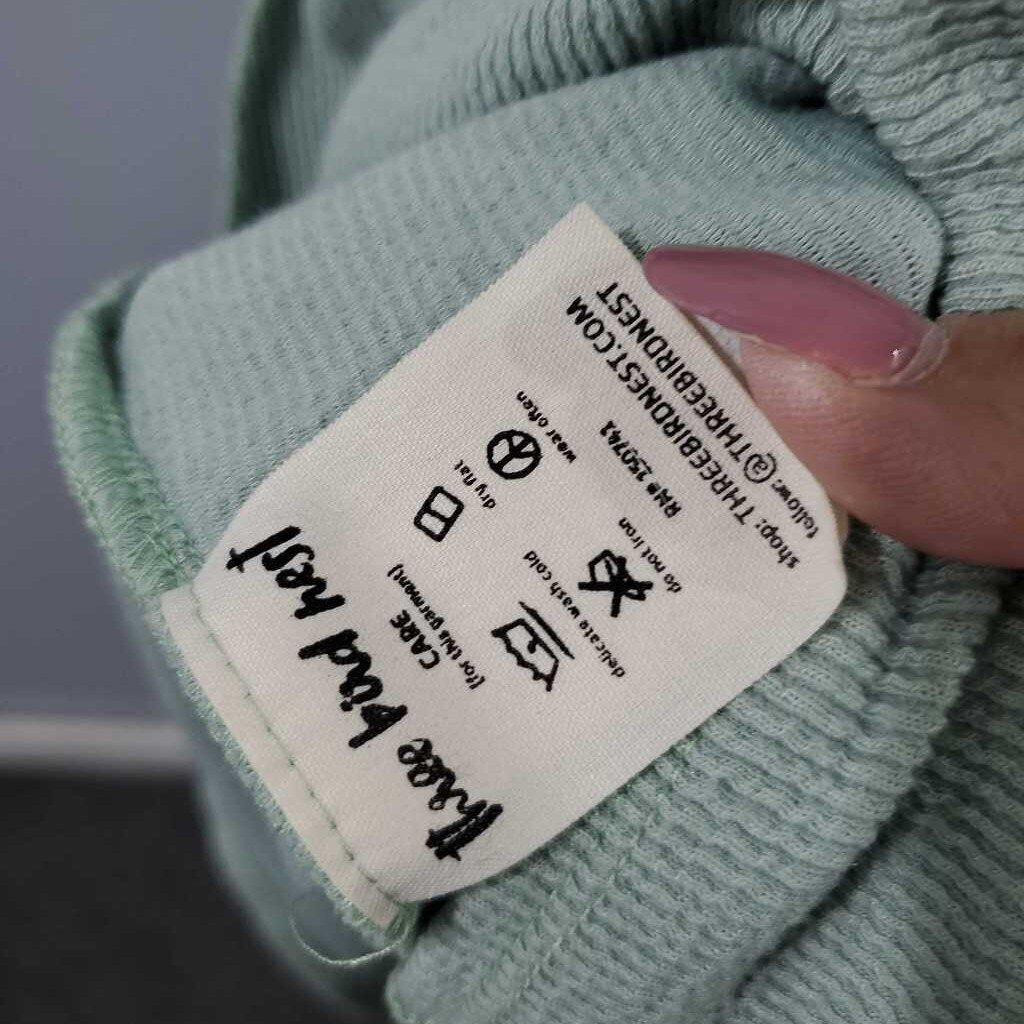 three bird nest
CARE
[for this garment]
delicate wash cold
dry flat
do not iron
wear often
RN# 150741
shop: THREEBIRDNEST.COM
follow: @THREEBIRDNEST